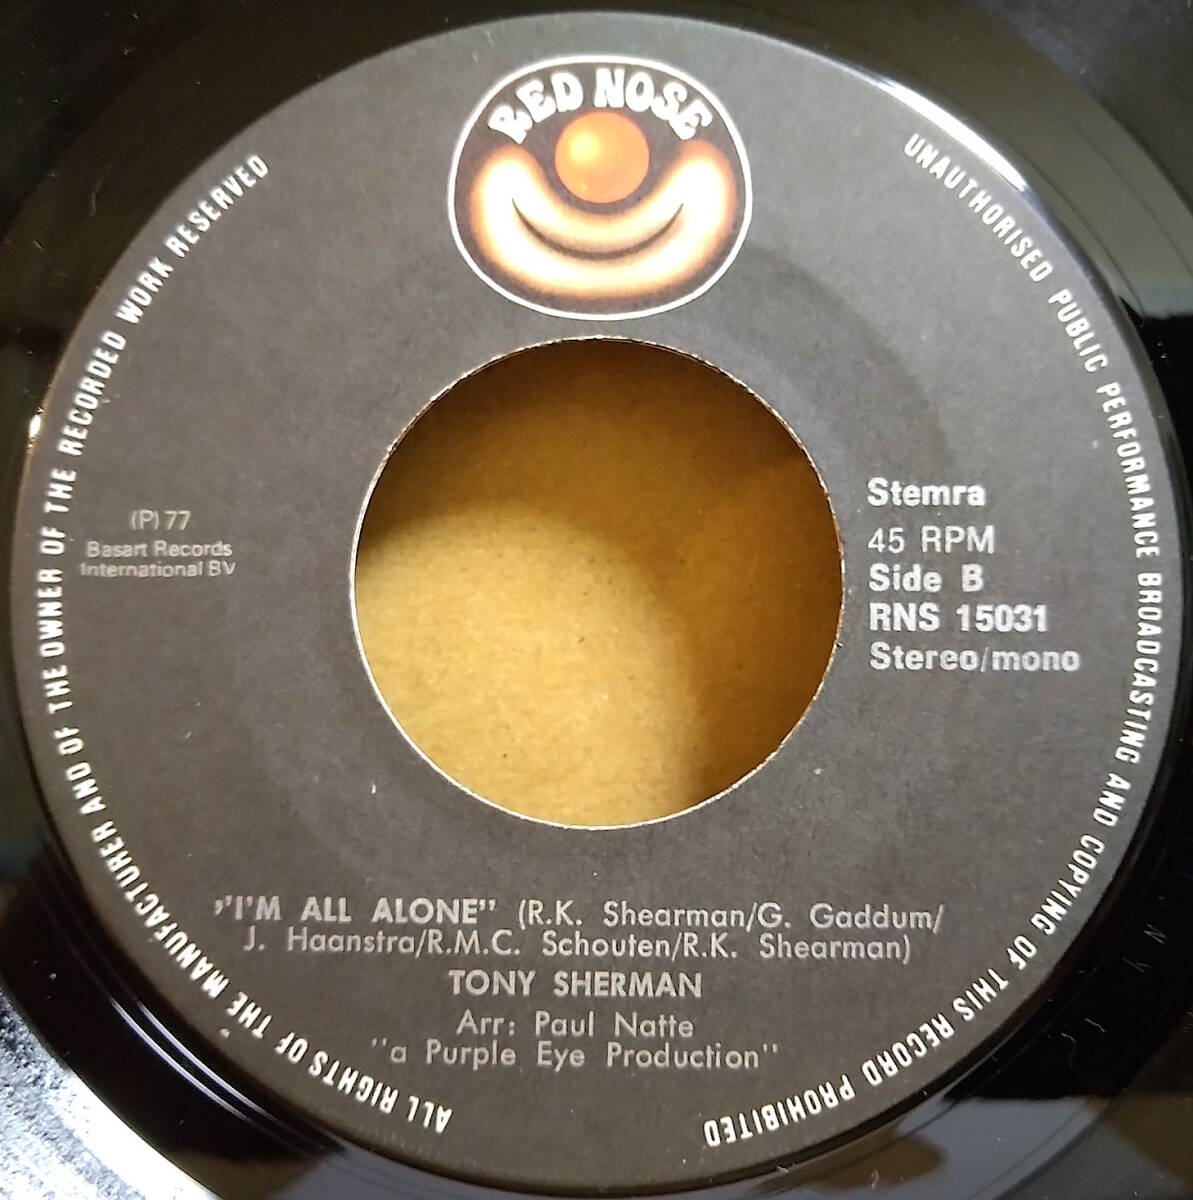 RED NOSE
ALL RIGHTS OF THE MANUFACTURER AND OF THE OWNER OF THE RECORDED WORK RESERVED
UNAUTHORISED PUBLIC PERFORMANCE BROADCASTING AND COPYING OF THIS RECORD PROHIBITED
(P) 77
Basart Records
International BV
Stemra
45 RPM
Side B
RNS 15031
Stereo/mono
,"I'M ALL ALONE" (R.K. Shearman/G. Gaddum/
J. Haanstra/R.M.C. Schouten/R.K. Shearman)
TONY SHERMAN
Arr: Paul Natte
"a Purple Eye Production"